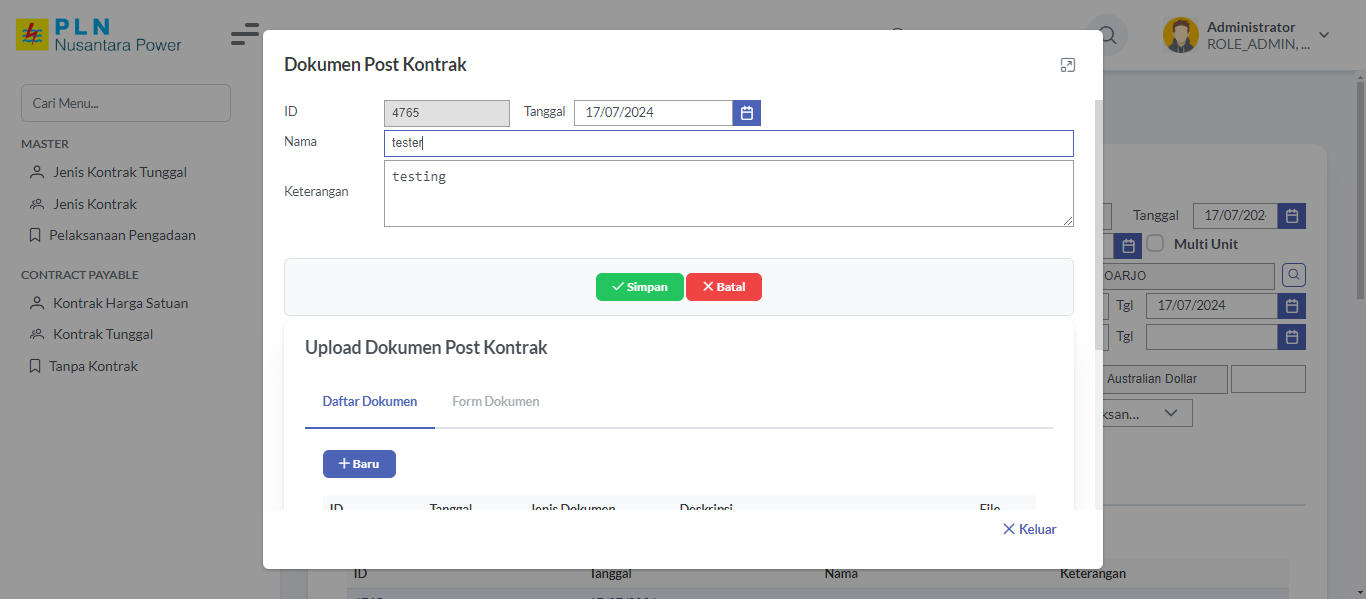 PLN
Nusantara Power
Administrator
ROLE_ADMIN, ...
Cari Menu...
MASTER
Jenis Kontrak Tunggal
Jenis Kontrak
Pelaksanaan Pengadaan
CONTRACT PAYABLE
Kontrak Harga Satuan
Kontrak Tunggal
Tanpa Kontrak
Dokumen Post Kontrak
ID 4765 Tanggal 17/07/2024
Nama tester
Keterangan testing
Simpan Batal
Upload Dokumen Post Kontrak
Daftar Dokumen Form Dokumen
Baru
ID Tanggal Jenis Dokumen Deskripsi File
Keluar
Tanggal 17/07/202
Multi Unit
OARJO
Tgl 17/07/2024
Tgl
Australian Dollar
ksan...
ID Tanggal Nama Keterangan